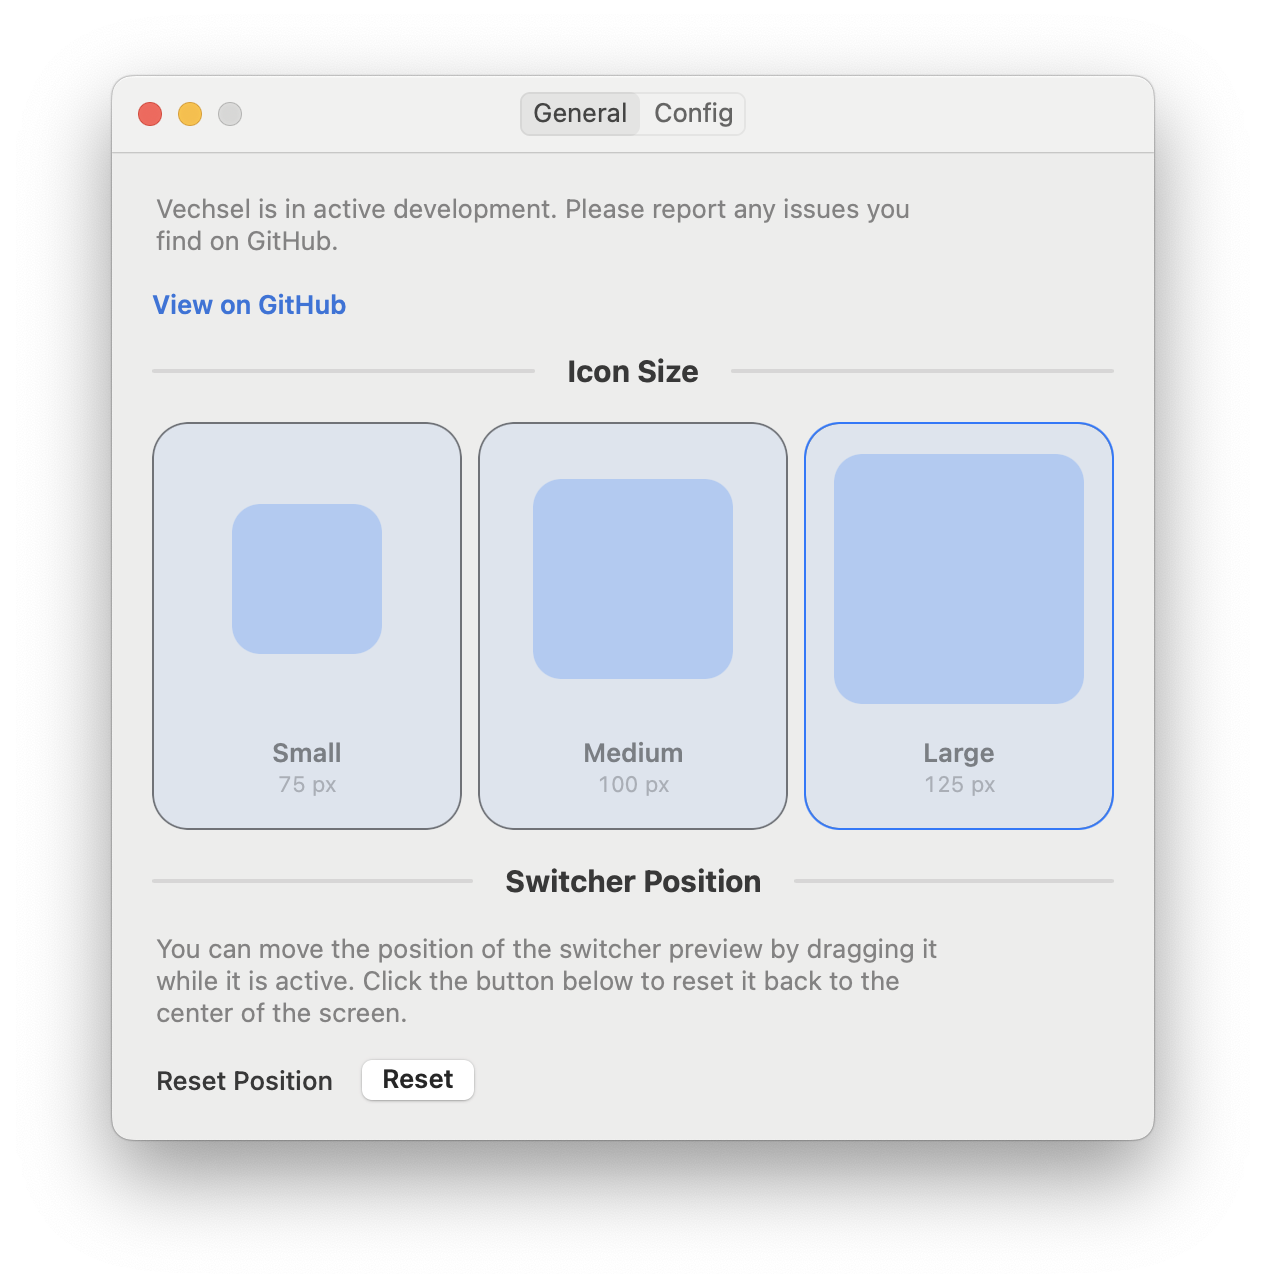 General Config
Vechsel is in active development. Please report any issues you
find on GitHub.
View on GitHub
Icon Size
Small
75 px
Medium
100 px
Large
125 px
Switcher Position
You can move the position of the switcher preview by dragging it
while it is active. Click the button below to reset it back to the
center of the screen.
Reset Position Reset